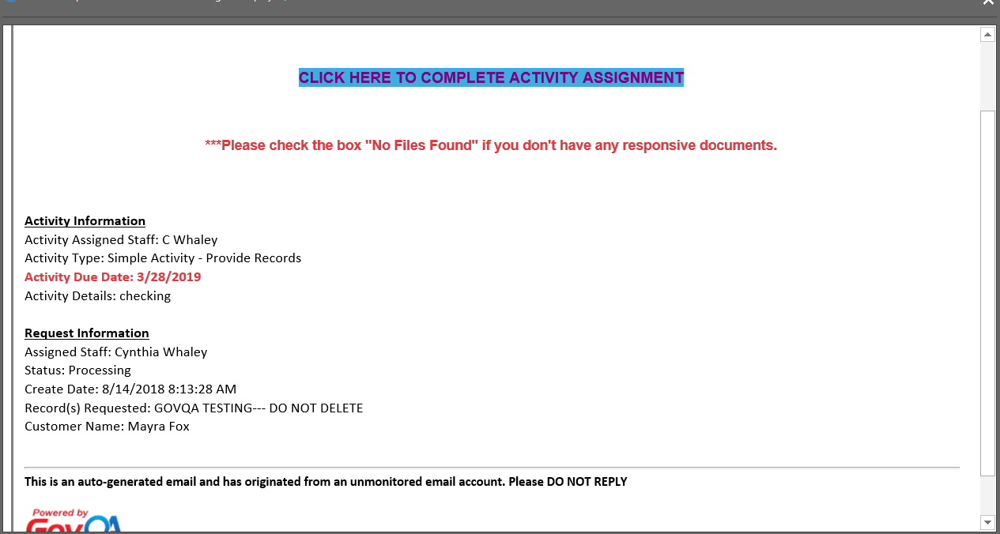 CLICK HERE TO COMPLETE ACTIVITY ASSIGNMENT
***Please check the box "No Files Found" if you don't have any responsive documents.
Activity Information
Activity Assigned Staff: C Whaley
Activity Type: Simple Activity - Provide Records
Activity Due Date: 3/28/2019
Activity Details: checking
Request Information
Assigned Staff: Cynthia Whaley
Status: Processing
Create Date: 8/14/2018 8:13:28 AM
Record(s) Requested: GOVQA TESTING--- DO NOT DELETE
Customer Name: Mayra Fox
This is an auto-generated email and has originated from an unmonitored email account. Please DO NOT REPLY
Powered by
GovQA